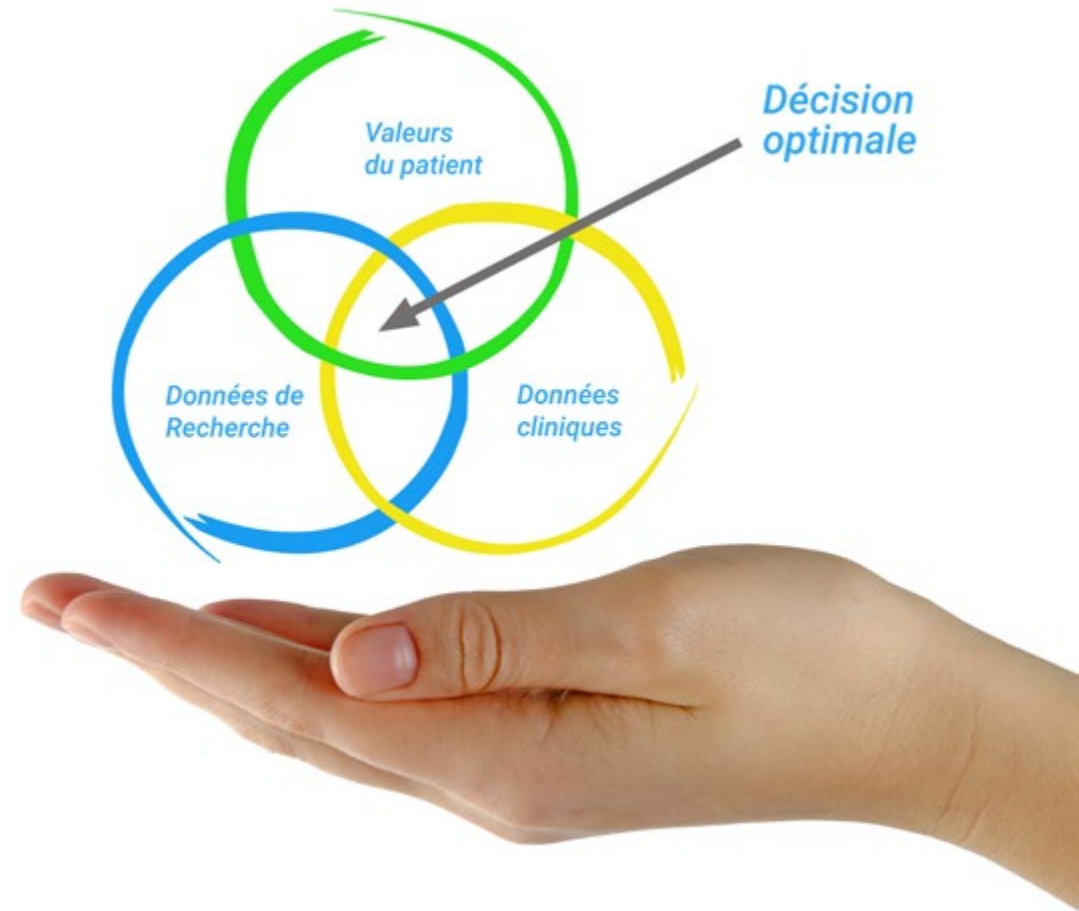 Valeurs
du patient
Décision
optimale
Données de
Recherche
Données
cliniques